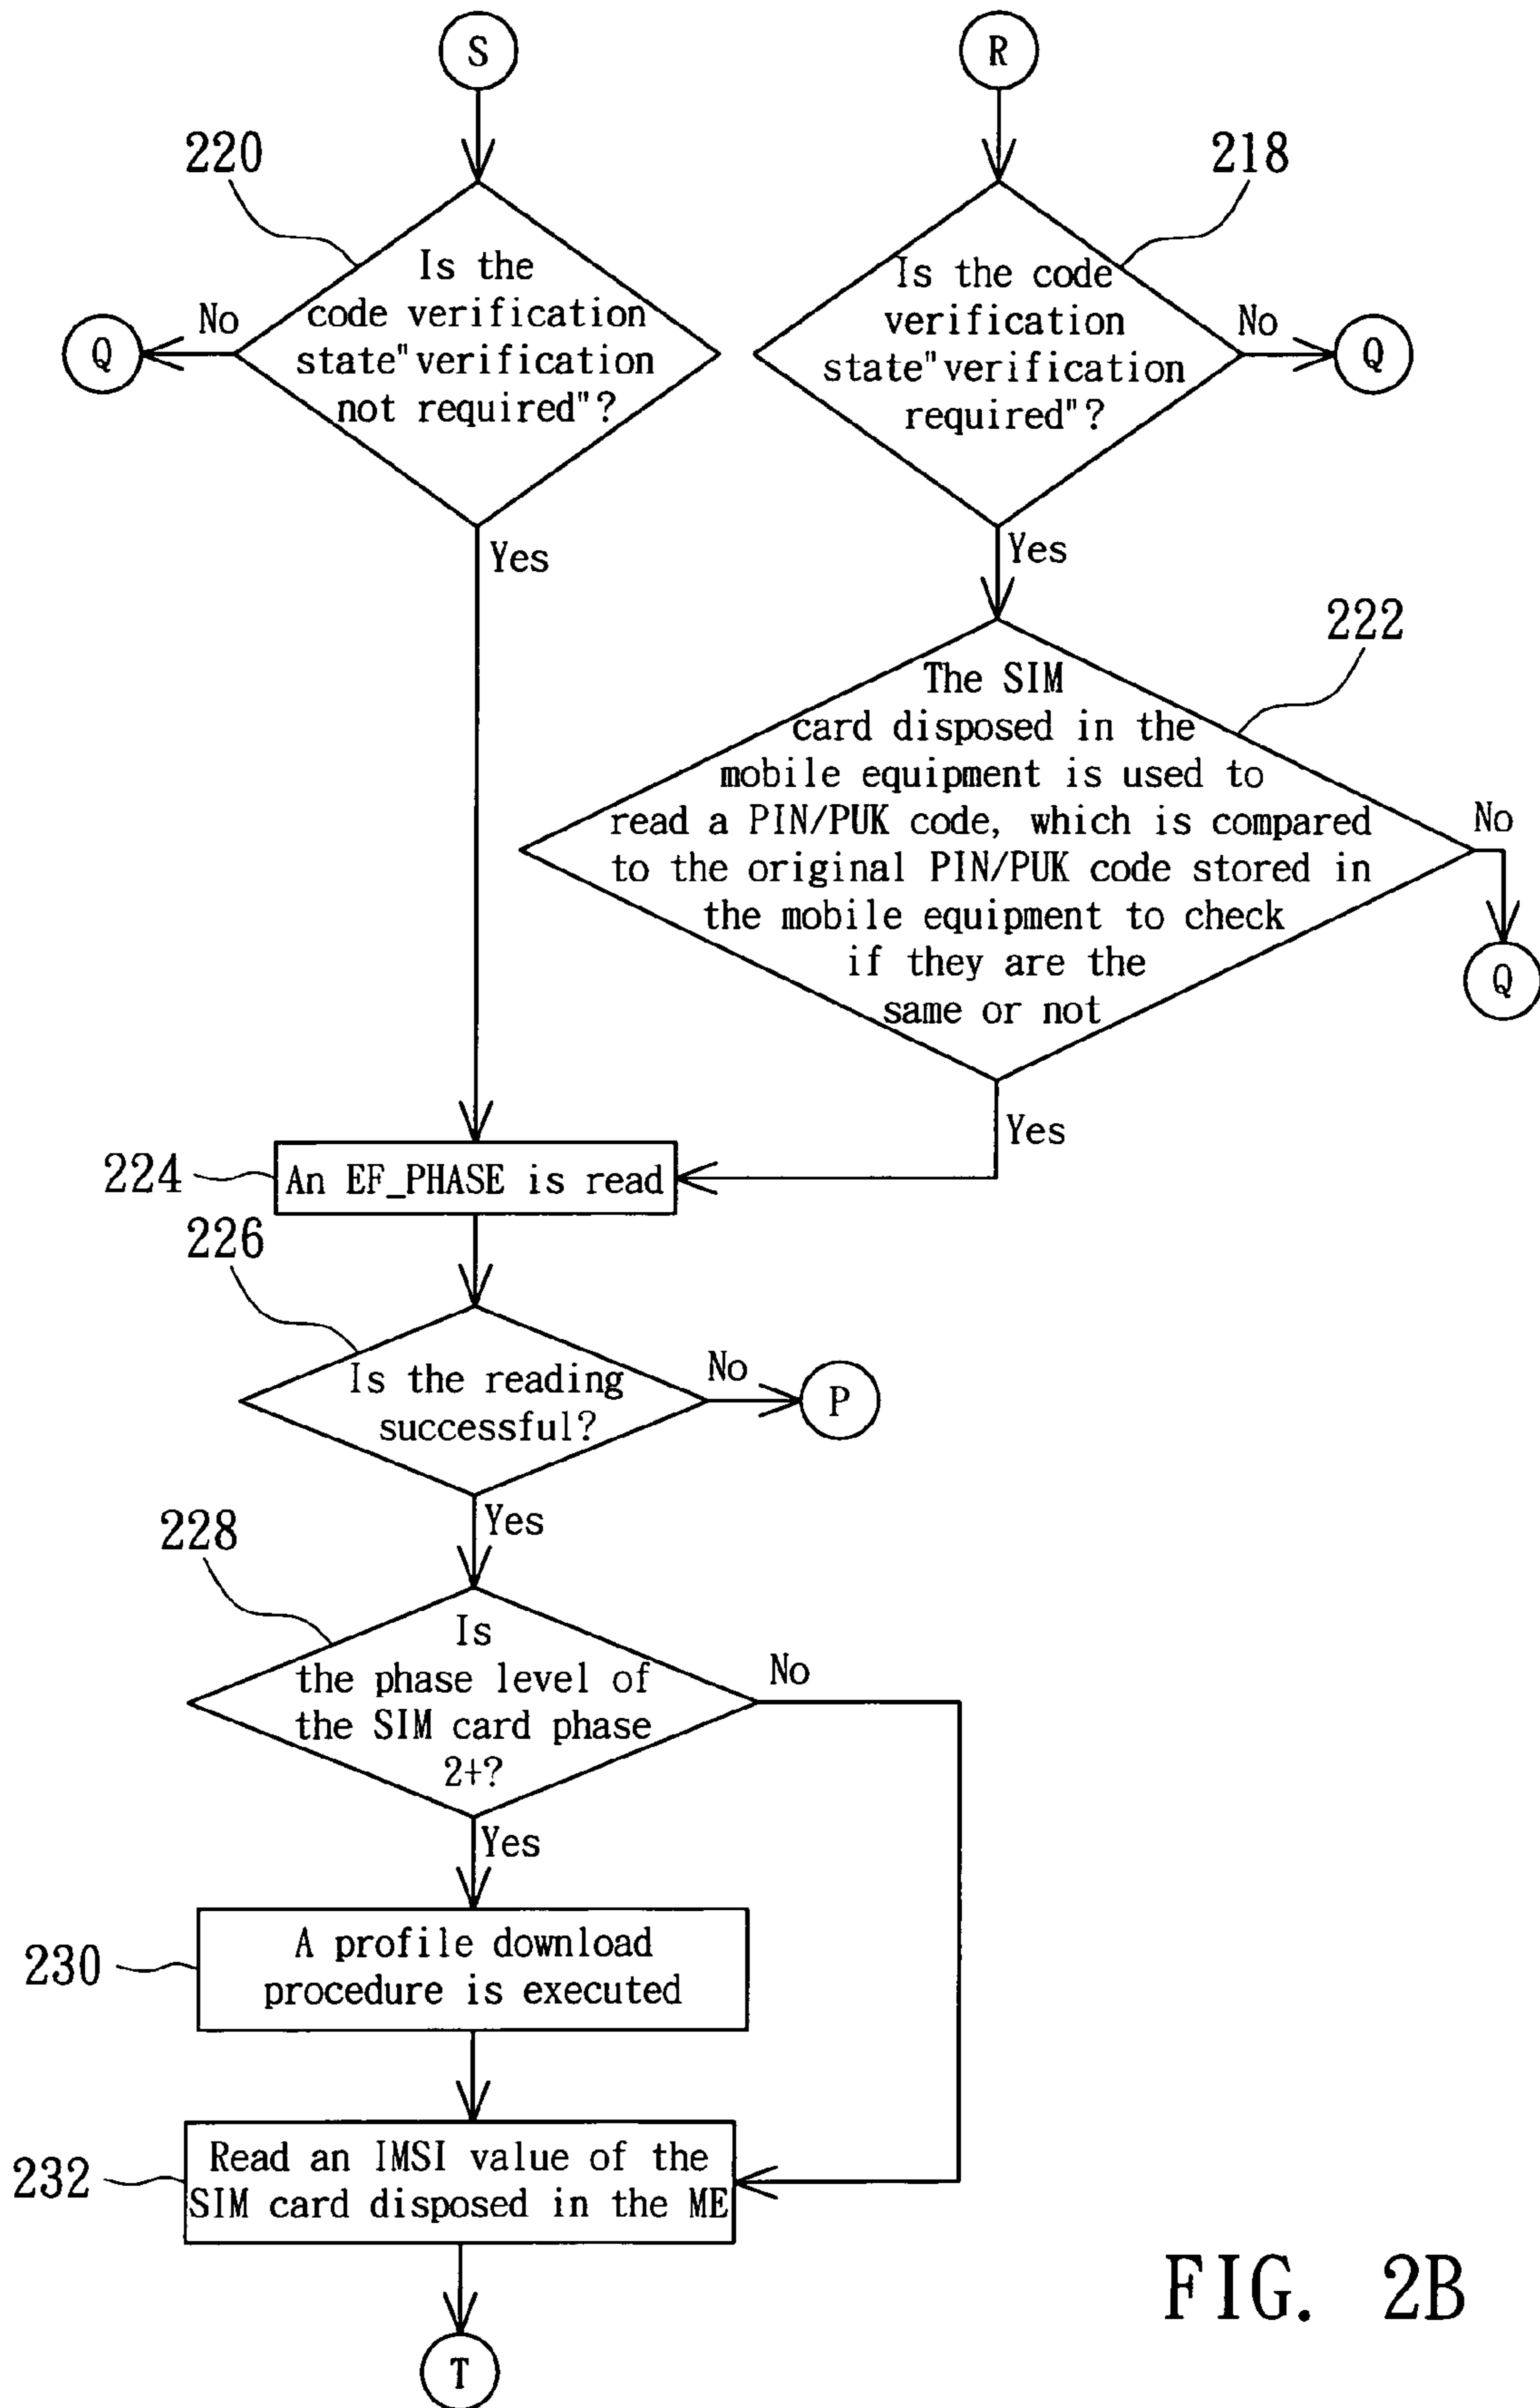 S
R
220
218
Is the
code verification
state"verification
not required"?
No
Q
Yes
Is the code
verification
state"verification
required"?
No
Q
Yes
222
The SIM
card disposed in the
mobile equipment is used to
read a PIN/PUK code, which is compared
to the original PIN/PUK code stored in
the mobile equipment to check
if they are the
same or not
No
Q
Yes
224
An EF_PHASE is read
226
Is the reading
successful?
No
P
Yes
228
Is
the phase level of
the SIM card phase
2+?
No
Yes
230
A profile download
procedure is executed
232
Read an IMSI value of the
SIM card disposed in the ME
T
FIG. 2B